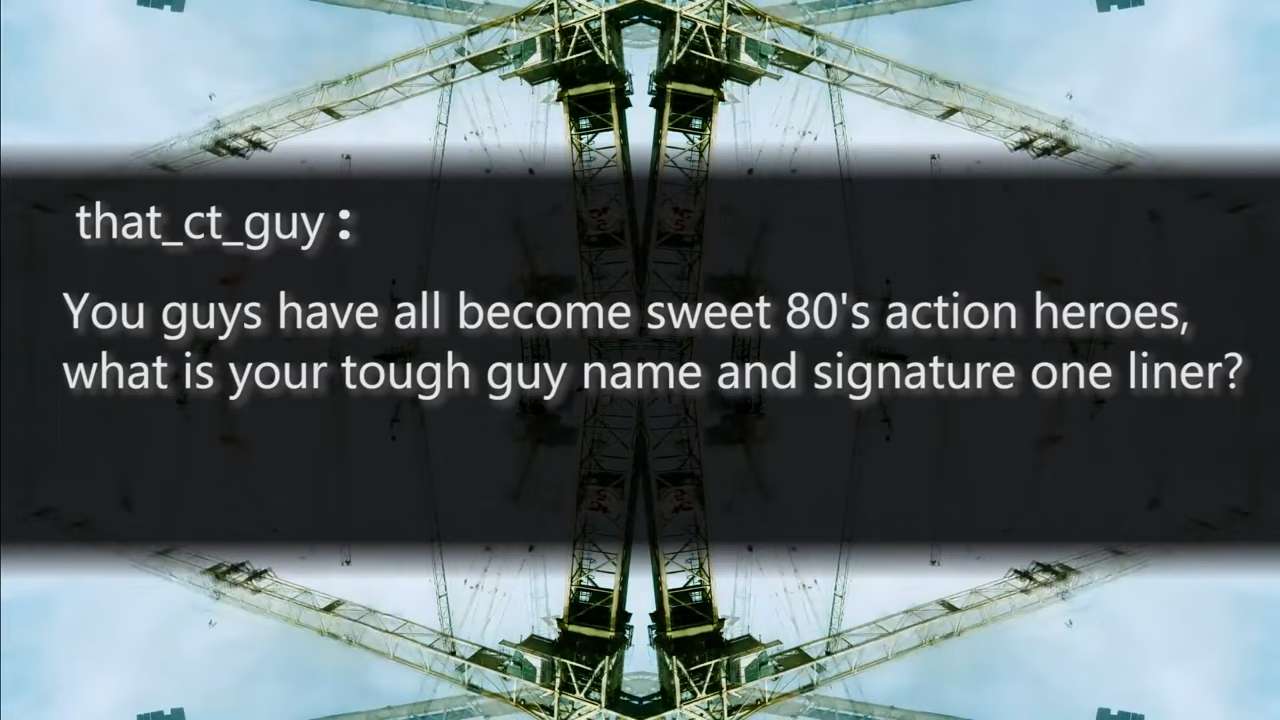 that_ct_guy :
You guys have all become sweet 80's action heroes,
what is your tough guy name and signature one liner?